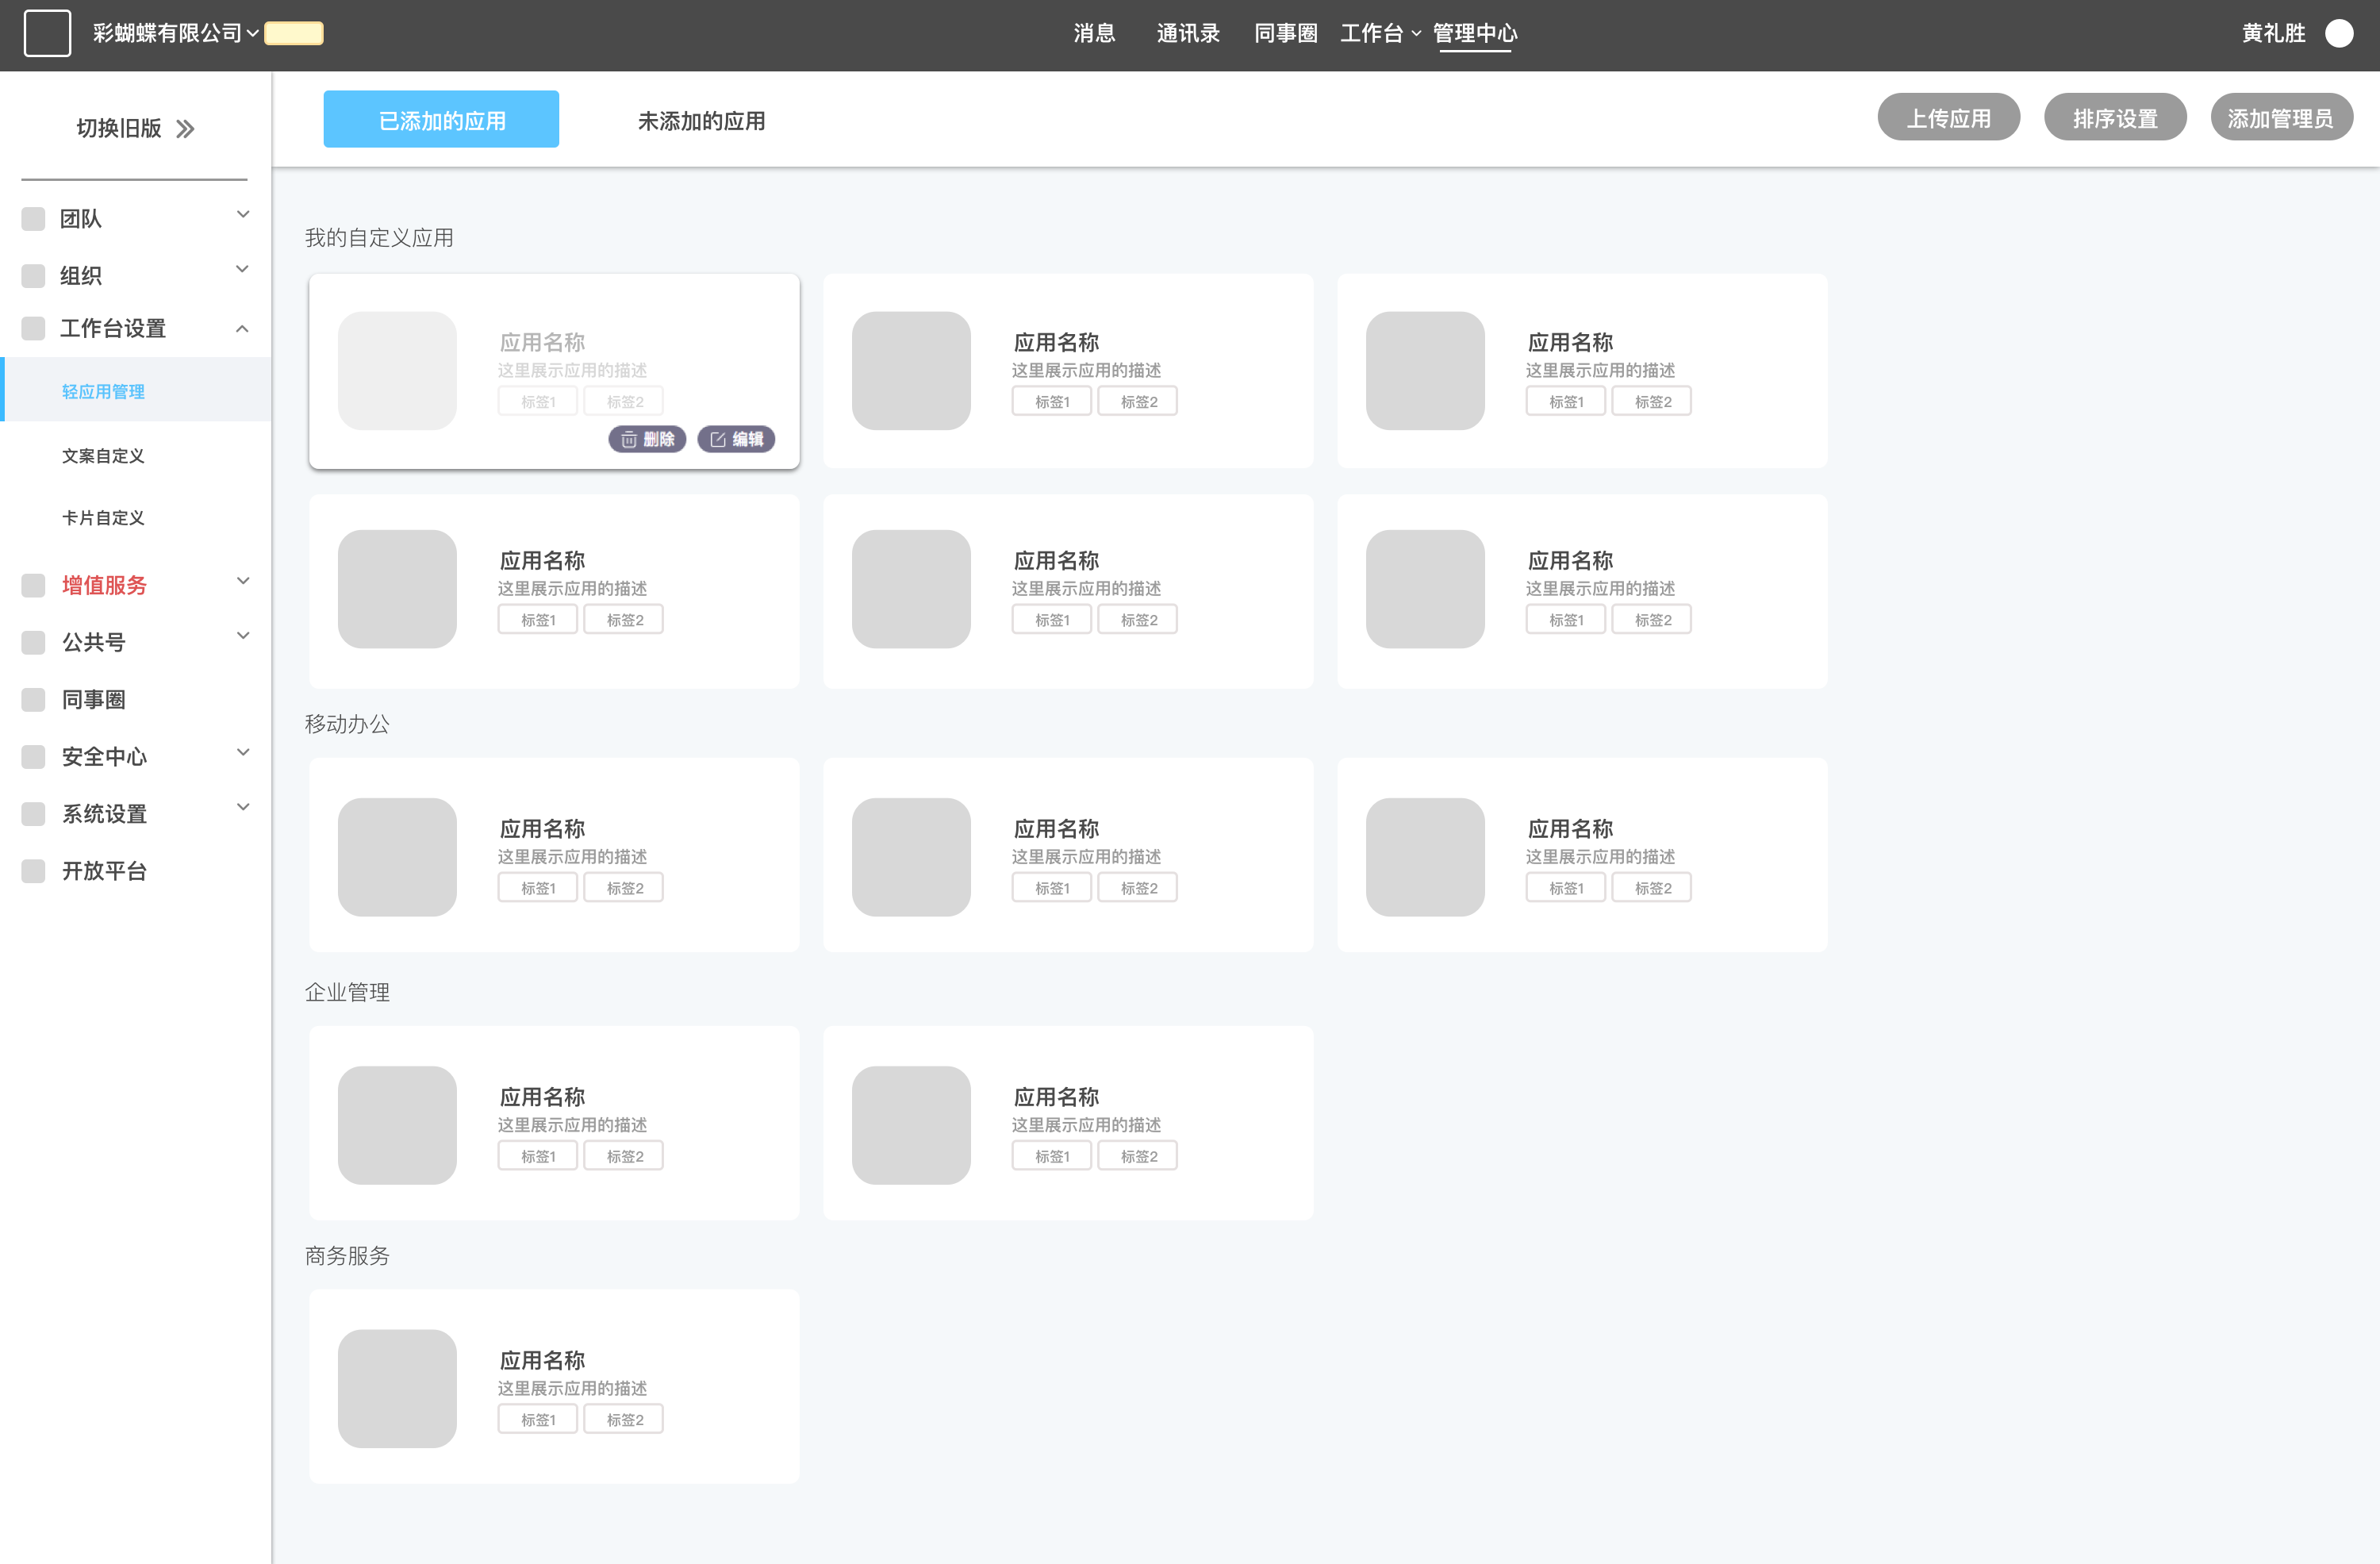 彩蝴蝶有限公司
消息 通讯录 同事圈 工作台 管理中心
黄礼胜
切换旧版
团队
组织
工作台设置
轻应用管理
文案自定义
卡片自定义
增值服务
公共号
同事圈
安全中心
系统设置
开放平台
已添加的应用 未添加的应用
上传应用 排序设置 添加管理员
我的自定义应用
应用名称
这里展示应用的描述
标签1 标签2
删除 编辑
应用名称
这里展示应用的描述
标签1 标签2
应用名称
这里展示应用的描述
标签1 标签2
应用名称
这里展示应用的描述
标签1 标签2
应用名称
这里展示应用的描述
标签1 标签2
应用名称
这里展示应用的描述
标签1 标签2
移动办公
应用名称
这里展示应用的描述
标签1 标签2
应用名称
这里展示应用的描述
标签1 标签2
应用名称
这里展示应用的描述
标签1 标签2
企业管理
应用名称
这里展示应用的描述
标签1 标签2
应用名称
这里展示应用的描述
标签1 标签2
商务服务
应用名称
这里展示应用的描述
标签1 标签2